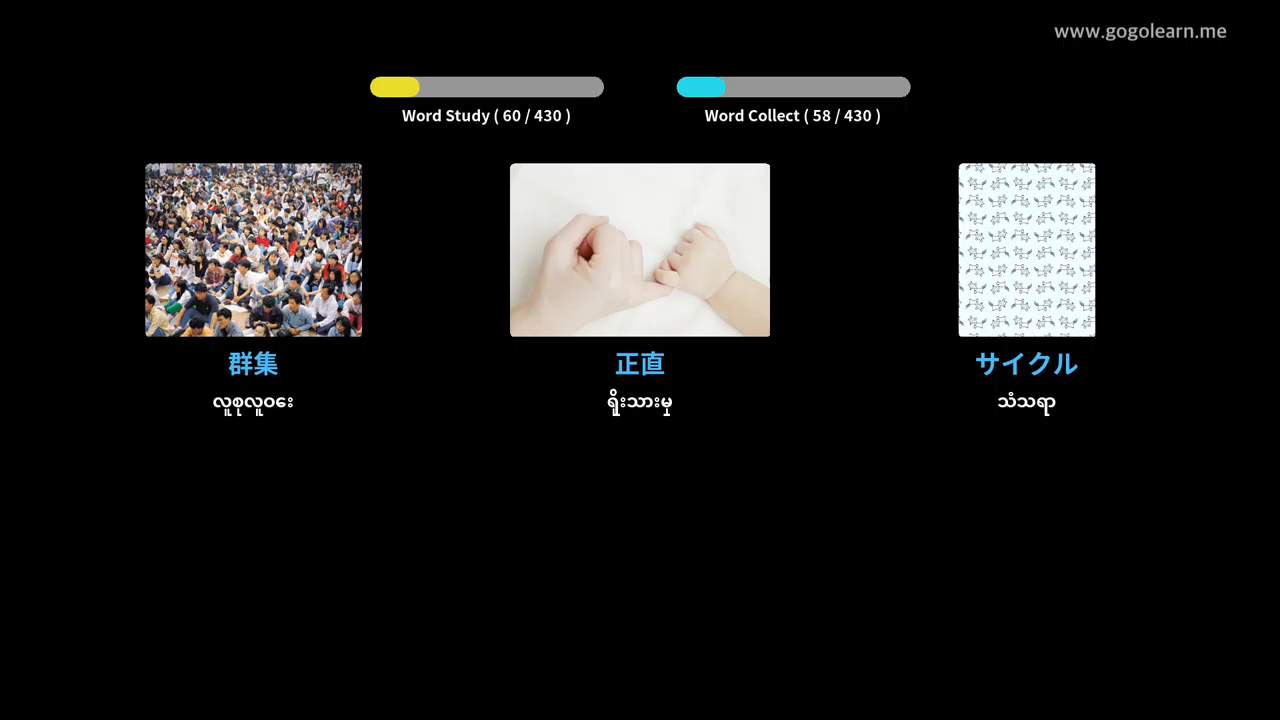 www.gogolearn.me
Word Study ( 60 / 430 )
Word Collect ( 58 / 430 )
群集
正直
サイクル
လူစုလူဝေး
ရိုးသားမှု
သံသရာ